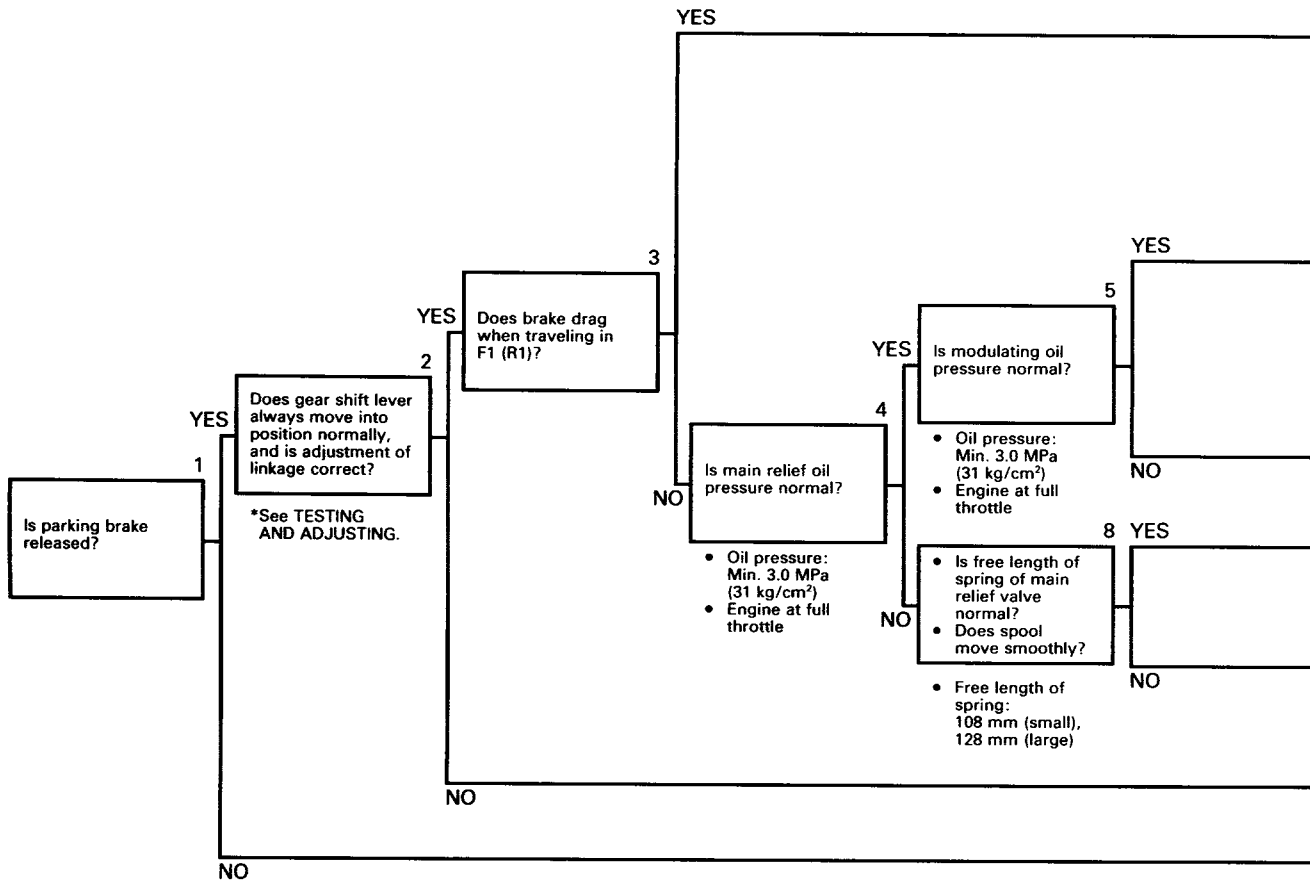 1
Is parking brake
released?
YES
NO
2
Does gear shift lever
always move into
position normally,
and is adjustment of
linkage correct?
*See TESTING
AND ADJUSTING.
YES
NO
3
Does brake drag
when traveling in
F1 (R1)?
YES
NO
4
Is main relief oil
pressure normal?
• Oil pressure:
Min. 3.0 MPa
(31 kg/cm²)
• Engine at full
throttle
YES
NO
5
Is modulating oil
pressure normal?
• Oil pressure:
Min. 3.0 MPa
(31 kg/cm²)
• Engine at full
throttle
YES
NO
8
• Is free length of
spring of main
relief valve
normal?
• Does spool
move smoothly?
• Free length of
spring:
108 mm (small),
128 mm (large)
YES
NO